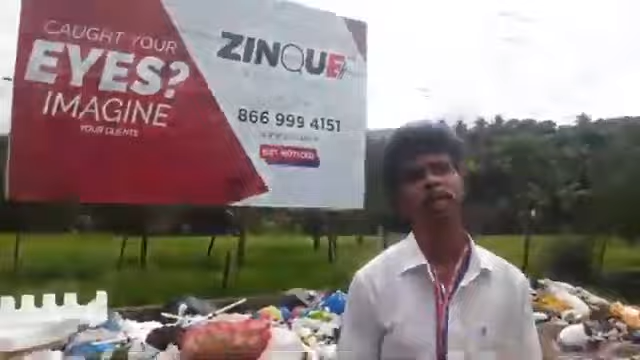 CAUGHT YOUR
EYES?
IMAGINE
YOUR CLIENTS
ZINQUE
866 999 4151
GET NOTICED